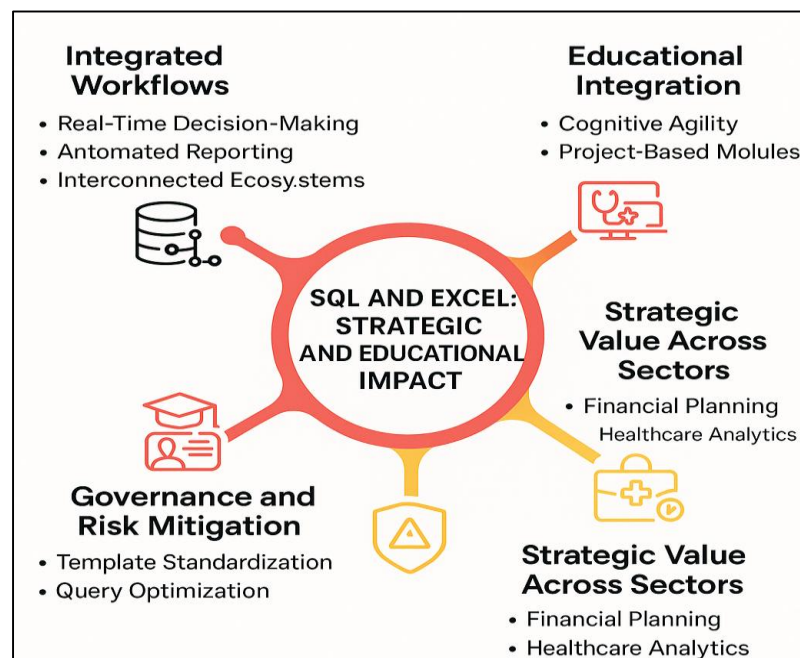 Integrated
Workflows
• Real-Time Decision-Making
• Antomated Reporting
• Interconnected Ecosy.stems
Educational
Integration
• Cognitive Agility
• Project-Based Molules
SQL AND EXCEL:
STRATEGIC
AND EDUCATIONAL
IMPACT
Strategic
Value Across
Sectors
• Financial Planning
Healthcare Analytics
Governance and
Risk Mitigation
• Template Standardization
• Query Optimization
Strategic Value
Across Sectors
• Financial Planning
• Healthcare Analytics